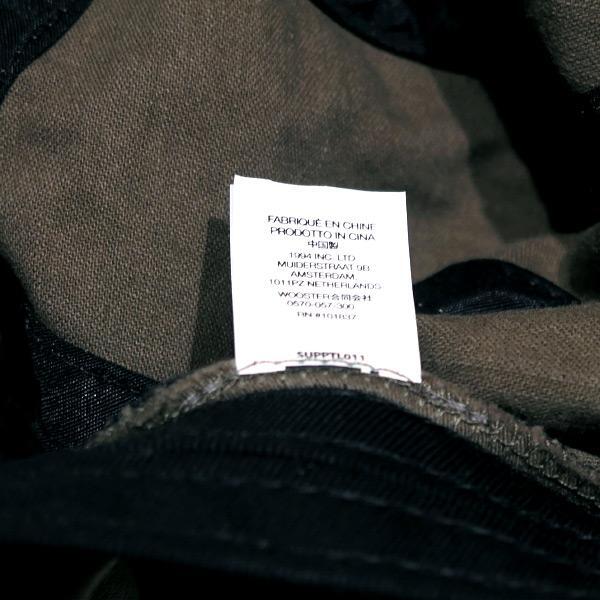 FABRIQUÉ EN CHINE
PRODOTTO IN CINA
中国製
1994 INC. LTD
MUIDERSTRAAT 9B
AMSTERDAM,
1011PZ NETHERLANDS
WOOSTER合同会社
0570-057-300
RN #101837
SUPPTL011